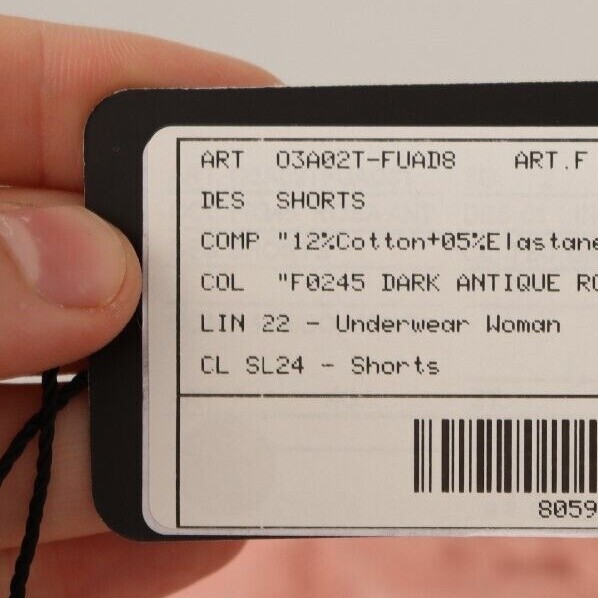 ART 03A02T-FUAD8 ART.F
DES SHORTS
COMP "12%Cotton+05%Elastane
COL "F0245 DARK ANTIQUE RO
LIN 22 - Underwear Woman
CL SL24 - Shorts
8059